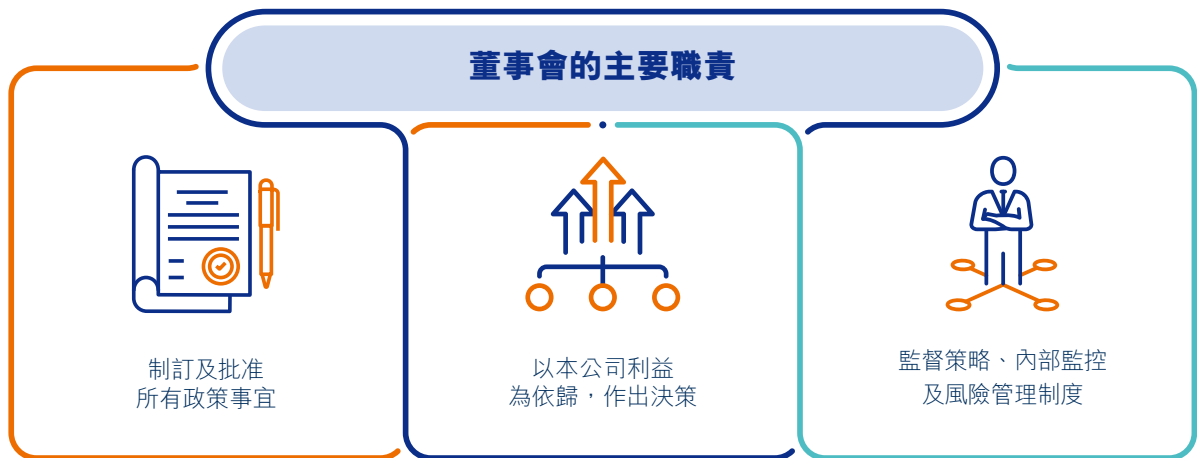 董事會的主要職責
制訂及批准
所有政策事宜
以本公司利益
為依歸，作出決策
監督策略、內部監控
及風險管理制度